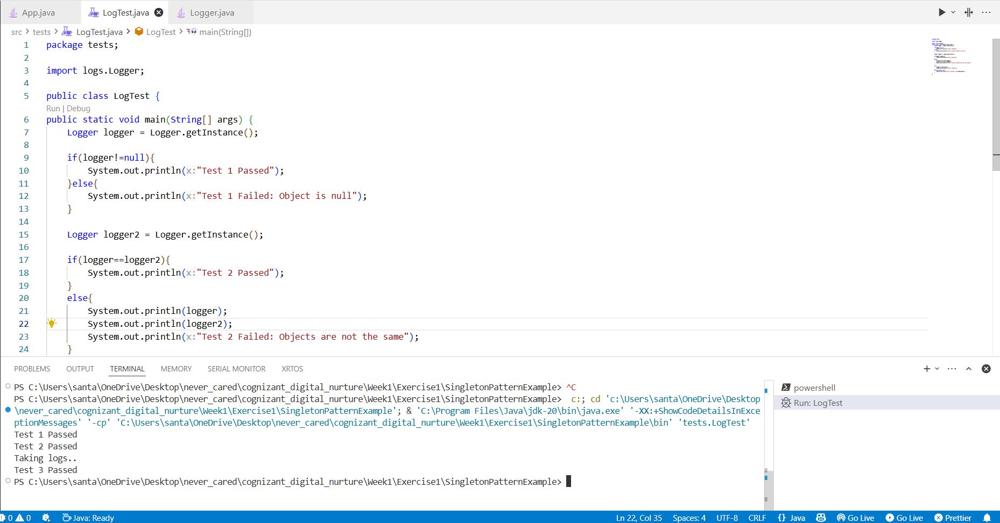 App.java LogTest.java Logger.java
src > tests > LogTest.java > LogTest > main(String[])
1 package tests;
2
3 import logs.Logger;
4
5 public class LogTest {
Run | Debug
6 public static void main(String[] args) {
7 Logger logger = Logger.getInstance();
8
9 if(logger!=null){
10 System.out.println(x:"Test 1 Passed");
11 }else{
12 System.out.println(x:"Test 1 Failed: Object is null");
13 }
14
15 Logger logger2 = Logger.getInstance();
16
17 if(logger==logger2){
18 System.out.println(x:"Test 2 Passed");
19 }
20 else{
21 System.out.println(logger);
22 System.out.println(logger2);
23 System.out.println(x:"Test 2 Failed: Objects are not the same");
24 }
PROBLEMS OUTPUT TERMINAL MEMORY SERIAL MONITOR XRTOS
PS C:\Users\santa\OneDrive\Desktop\never_cared\cognizant_digital_nurture\Week1\Exercise1\SingletonPatternExample> ^C
PS C:\Users\santa\OneDrive\Desktop\never_cared\cognizant_digital_nurture\Week1\Exercise1\SingletonPatternExample> c:; cd 'c:\Users\santa\OneDrive\Desktop
\never_cared\cognizant_digital_nurture\Week1\Exercise1\SingletonPatternExample'; & 'C:\Program Files\Java\jdk-20\bin\java.exe' '-XX:+ShowCodeDetailsInExce
ptionMessages' '-cp' 'C:\Users\santa\OneDrive\Desktop\never_cared\cognizant_digital_nurture\Week1\Exercise1\SingletonPatternExample\bin' 'tests.LogTest'
Test 1 Passed
Test 2 Passed
Taking logs..
Test 3 Passed
PS C:\Users\santa\OneDrive\Desktop\never_cared\cognizant_digital_nurture\Week1\Exercise1\SingletonPatternExample>
powershell
Run: LogTest
0 0 Java: Ready Ln 22, Col 35 Spaces: 4 UTF-8 CRLF {} Java Go Live Go Live Prettier